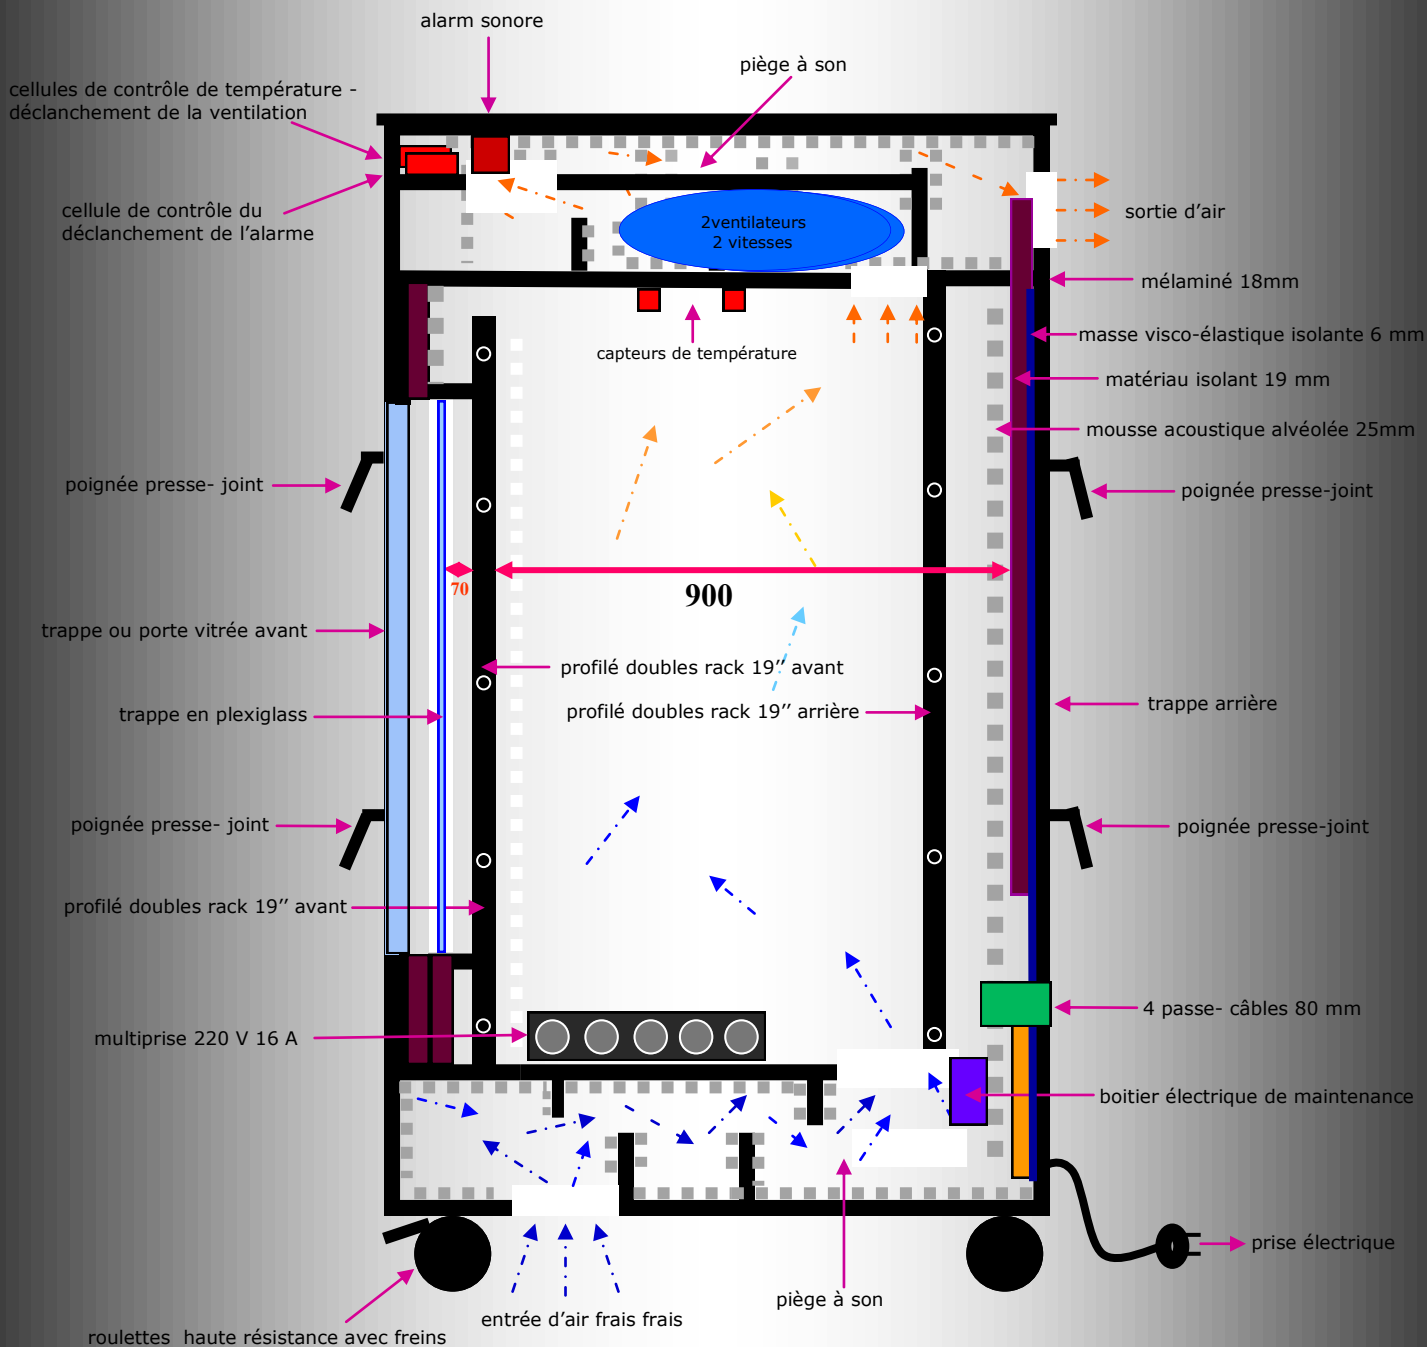 alarm sonore
piège à son
cellules de contrôle de température -
déclanchement de la ventilation
cellule de contrôle du
déclanchement de l’alarme
2ventilateurs
2 vitesses
sortie d’air
mélaminé 18mm
masse visco-élastique isolante 6 mm
capteurs de température
matériau isolant 19 mm
mousse acoustique alvéolée 25mm
poignée presse- joint
poignée presse-joint
70
900
trappe ou porte vitrée avant
profilé doubles rack 19’’ avant
trappe en plexiglass
profilé doubles rack 19’’ arrière
trappe arrière
poignée presse- joint
poignée presse-joint
profilé doubles rack 19’’ avant
4 passe- câbles 80 mm
multiprise 220 V 16 A
boitier électrique de maintenance
prise électrique
piège à son
entrée d’air frais frais
roulettes  haute résistance avec freins